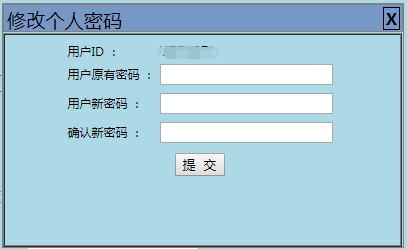 修改个人密码 X
用户ID ：
用户原有密码 ：
用户新密码 ：
确认新密码 ：
提 交